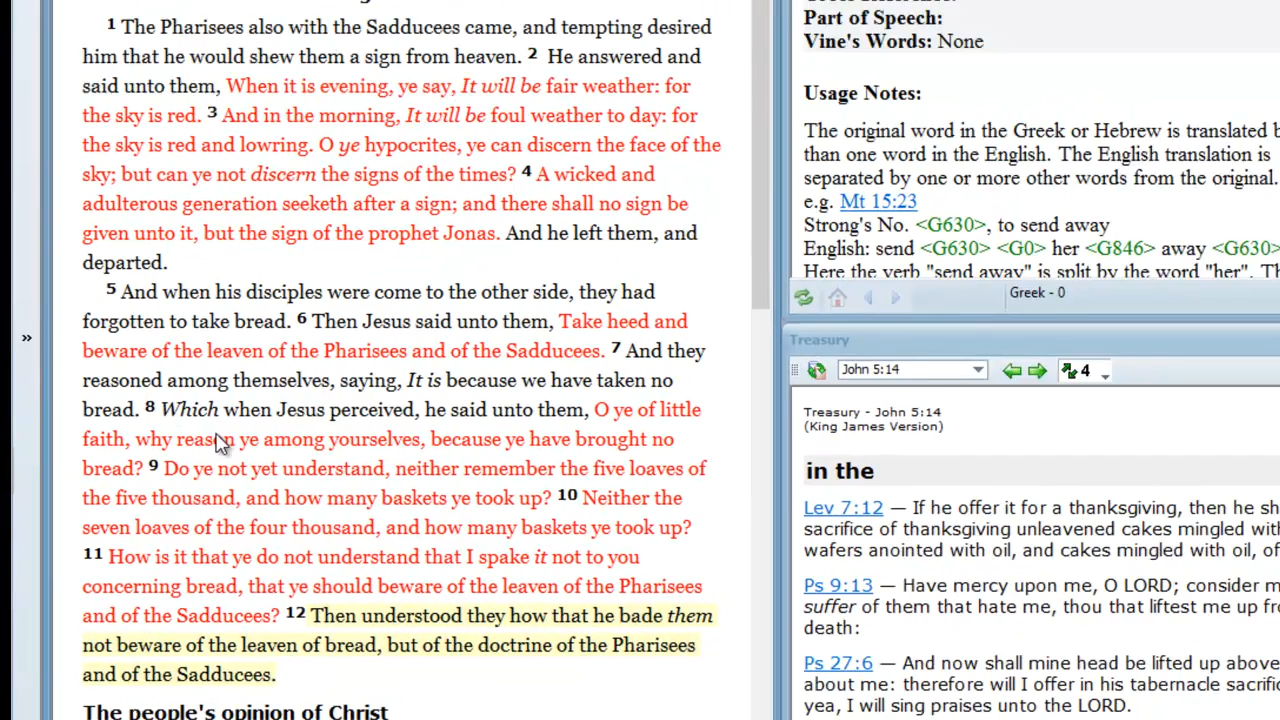 1 The Pharisees also with the Sadducees came, and tempting desired
him that he would shew them a sign from heaven. 2 He answered and
said unto them, When it is evening, ye say, It will be fair weather: for
the sky is red. 3 And in the morning, It will be foul weather to day: for
the sky is red and lowring. O ye hypocrites, ye can discern the face of the
sky; but can ye not discern the signs of the times? 4 A wicked and
adulterous generation seeketh after a sign; and there shall no sign be
given unto it, but the sign of the prophet Jonas. And he left them, and
departed.
5 And when his disciples were come to the other side, they had
forgotten to take bread. 6 Then Jesus said unto them, Take heed and
beware of the leaven of the Pharisees and of the Sadducees. 7 And they
reasoned among themselves, saying, It is because we have taken no
bread. 8 Which when Jesus perceived, he said unto them, O ye of little
faith, why reason ye among yourselves, because ye have brought no
bread? 9 Do ye not yet understand, neither remember the five loaves of
the five thousand, and how many baskets ye took up? 10 Neither the
seven loaves of the four thousand, and how many baskets ye took up?
11 How is it that ye do not understand that I spake it not to you
concerning bread, that ye should beware of the leaven of the Pharisees
and of the Sadducees? 12 Then understood they how that he bade them
not beware of the leaven of bread, but of the doctrine of the Pharisees
and of the Sadducees.
The people's opinion of Christ
»
Part of Speech:
Vine's Words: None
Usage Notes:
The original word in the Greek or Hebrew is translated b
than one word in the English. The English translation is
separated by one or more other words from the original.
e.g. Mt 15:23
Strong's No. <G630>, to send away
English: send <G630> <G0> her <G846> away <G630>
Here the verb "send away" is split by the word "her". Th
Greek - 0
Treasury
John 5:14
4
Treasury - John 5:14
(King James Version)
in the
Lev 7:12 — If he offer it for a thanksgiving, then he sh
sacrifice of thanksgiving unleavened cakes mingled with
wafers anointed with oil, and cakes mingled with oil, of
Ps 9:13 — Have mercy upon me, O LORD; consider m
suffer of them that hate me, thou that liftest me up fro
death:
Ps 27:6 — And now shall mine head be lifted up above
about me: therefore will I offer in his tabernacle sacrific
yea, I will sing praises unto the LORD.